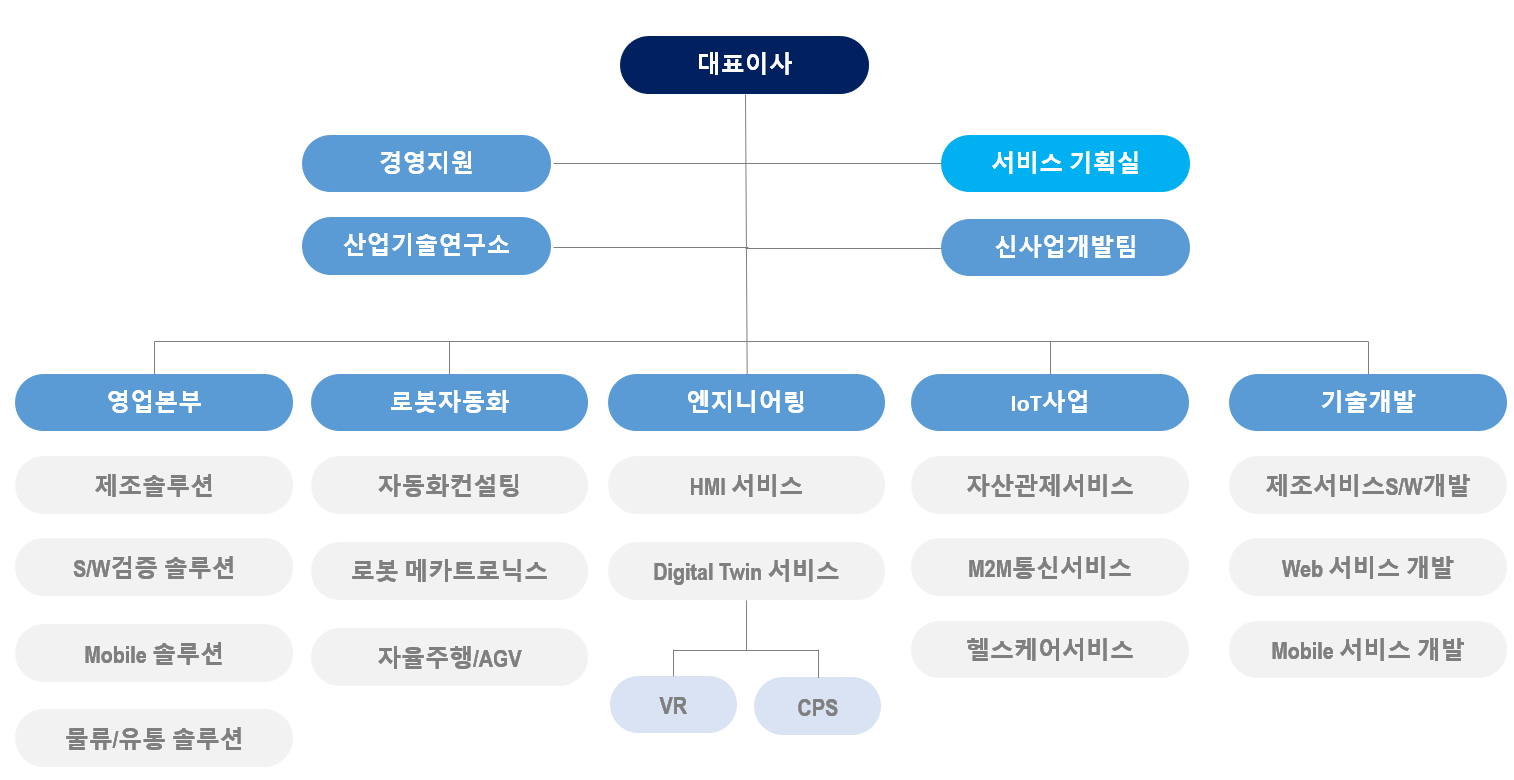 대표이사
경영지원
서비스 기획실
산업기술연구소
신사업개발팀
영업본부
로봇자동화
엔지니어링
IoT사업
기술개발
제조솔루션
자동화컨설팅
HMI 서비스
자산관제서비스
제조서비스S/W개발
S/W검증 솔루션
로봇 메카트로닉스
Digital Twin 서비스
M2M통신서비스
Web 서비스 개발
Mobile 솔루션
자율주행/AGV
헬스케어서비스
Mobile 서비스 개발
VR
CPS
물류/유통 솔루션